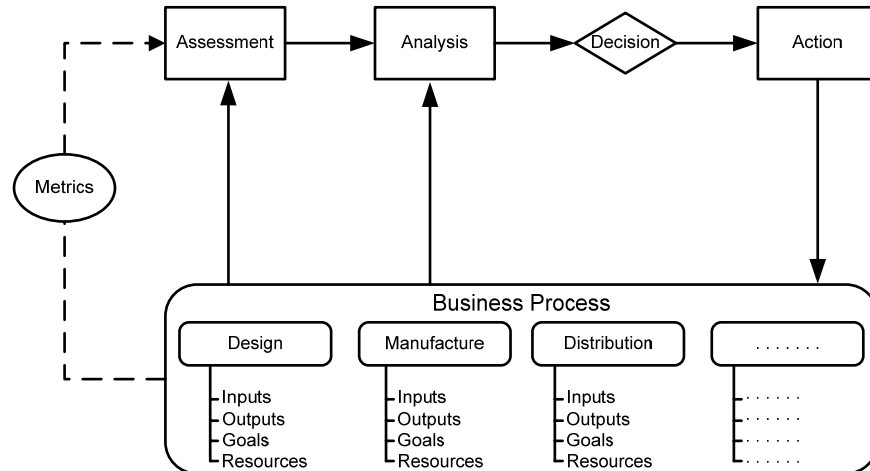 Assessment
Analysis
Decision
Action
Metrics
Business Process
Design
Manufacture
Distribution
. . . . . . .
Inputs
Outputs
Goals
Resources
Inputs
Outputs
Goals
Resources
Inputs
Outputs
Goals
Resources
. . . . . .
. . . . . .
. . . . . .
. . . . . .